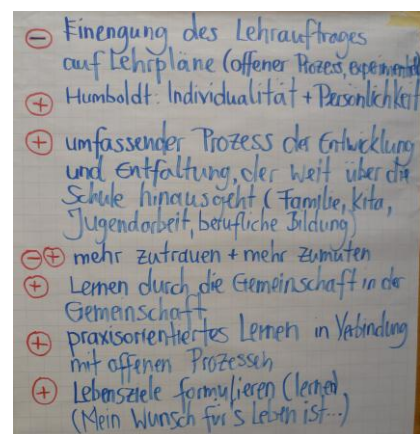 ⊖ Einengung des Lehrauftrages
auf Lehrpläne (offener Prozess, experimentell
⊕ Humboldt: Individualität + Persönlichkeit
⊕ umfassender Prozess der Entwicklung
und Entfaltung, der weit über die
Schule hinausgeht (Familie, Kita,
Jugendarbeit, berufliche Bildung)
⊖⊕ mehr zutrauen + mehr zumuten
⊕ Lernen durch die Gemeinschaft in der
Gemeinschaft
⊕ praxisorientiertes Lernen in Verbindung
mit offenen Prozessen
⊕ Lebensziele formulieren (lernen)
(Mein Wunsch für's Leben ist...)